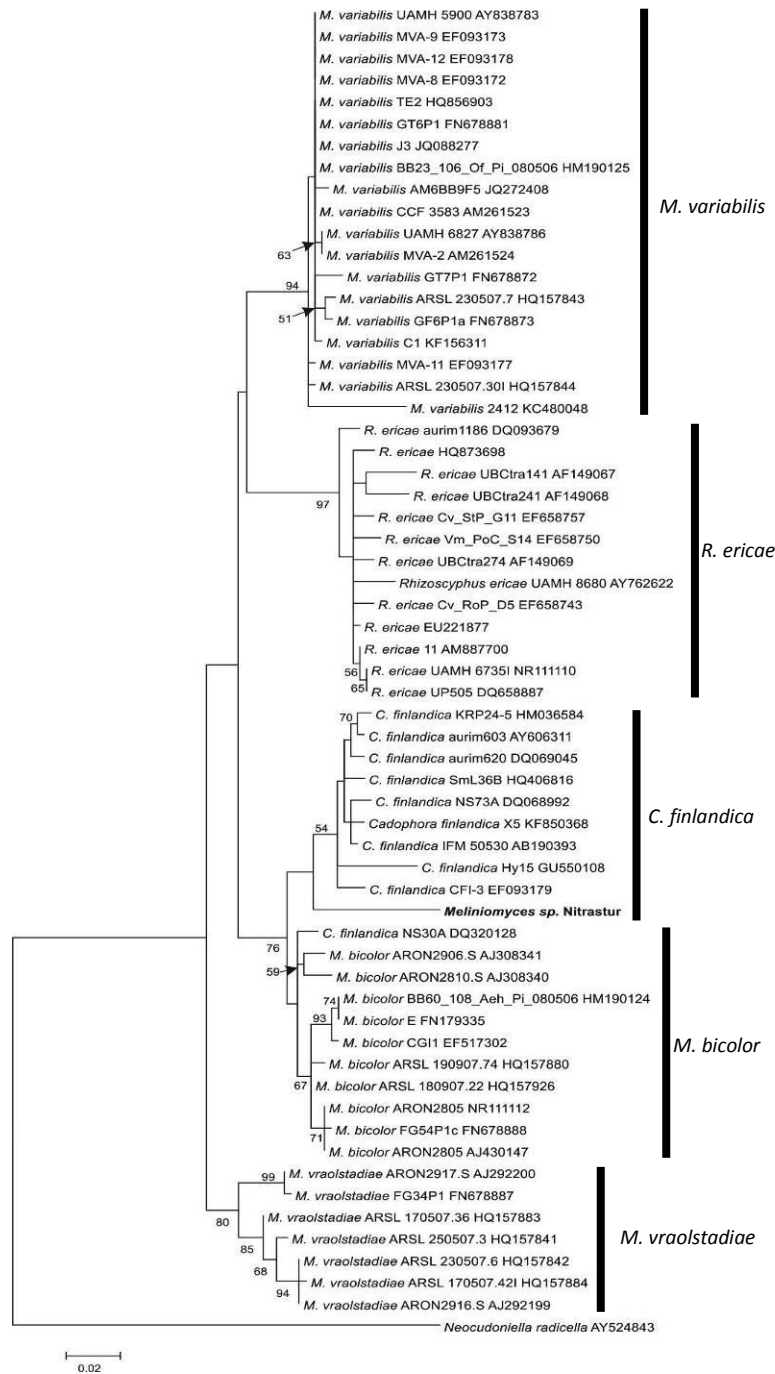 M. variabilis UAMH 5900 AY838783
M. variabilis MVA-9 EF093173
M. variabilis MVA-12 EF093178
M. variabilis MVA-8 EF093172
M. variabilis TE2 HQ856903
M. variabilis GT6P1 FN678881
M. variabilis J3 JQ088277
M. variabilis BB23_106_Of_Pi_080506 HM190125
M. variabilis AM6BB9F5 JQ272408
M. variabilis CCF 3583 AM261523
M. variabilis UAMH 6827 AY838786
63
M. variabilis MVA-2 AM261524
M. variabilis GT7P1 FN678872
94
M. variabilis ARSL 230507.7 HQ157843
51
M. variabilis GF6P1a FN678873
M. variabilis C1 KF156311
M. variabilis MVA-11 EF093177
M. variabilis ARSL 230507.30I HQ157844
M. variabilis 2412 KC480048
M. variabilis
R. ericae aurim1186 DQ093679
R. ericae HQ873698
R. ericae UBCtra141 AF149067
R. ericae UBCtra241 AF149068
97
R. ericae Cv_StP_G11 EF658757
R. ericae Vm_PoC_S14 EF658750
R. ericae UBCtra274 AF149069
Rhizoscyphus ericae UAMH 8680 AY762622
R. ericae Cv_RoP_D5 EF658743
R. ericae EU221877
R. ericae 11 AM887700
56
R. ericae UAMH 6735I NR111110
65
R. ericae UP505 DQ658887
R. ericae
70
C. finlandica KRP24-5 HM036584
C. finlandica aurim603 AY606311
C. finlandica aurim620 DQ069045
C. finlandica SmL36B HQ406816
C. finlandica NS73A DQ068992
54
Cadophora finlandica X5 KF850368
C. finlandica IFM 50530 AB190393
C. finlandica Hy15 GU550108
C. finlandica CFI-3 EF093179
Meliniomyces sp. Nitrastur
C. finlandica
C. finlandica NS30A DQ320128
76
M. bicolor ARON2906.S AJ308341
59
M. bicolor ARON2810.S AJ308340
74
M. bicolor BB60_108_Aeh_Pi_080506 HM190124
93
M. bicolor E FN179335
M. bicolor CGI1 EF517302
M. bicolor ARSL 190907.74 HQ157880
67
M. bicolor ARSL 180907.22 HQ157926
M. bicolor ARON2805 NR111112
M. bicolor FG54P1c FN678888
71
M. bicolor ARON2805 AJ430147
M. bicolor
99
M. vraolstadiae ARON2917.S AJ292200
M. vraolstadiae FG34P1 FN678887
80
M. vraolstadiae ARSL 170507.36 HQ157883
85
M. vraolstadiae ARSL 250507.3 HQ157841
68
M. vraolstadiae ARSL 230507.6 HQ157842
M. vraolstadiae ARSL 170507.42I HQ157884
94
M. vraolstadiae ARON2916.S AJ292199
M. vraolstadiae
Neocudoniella radicella AY524843
0.02